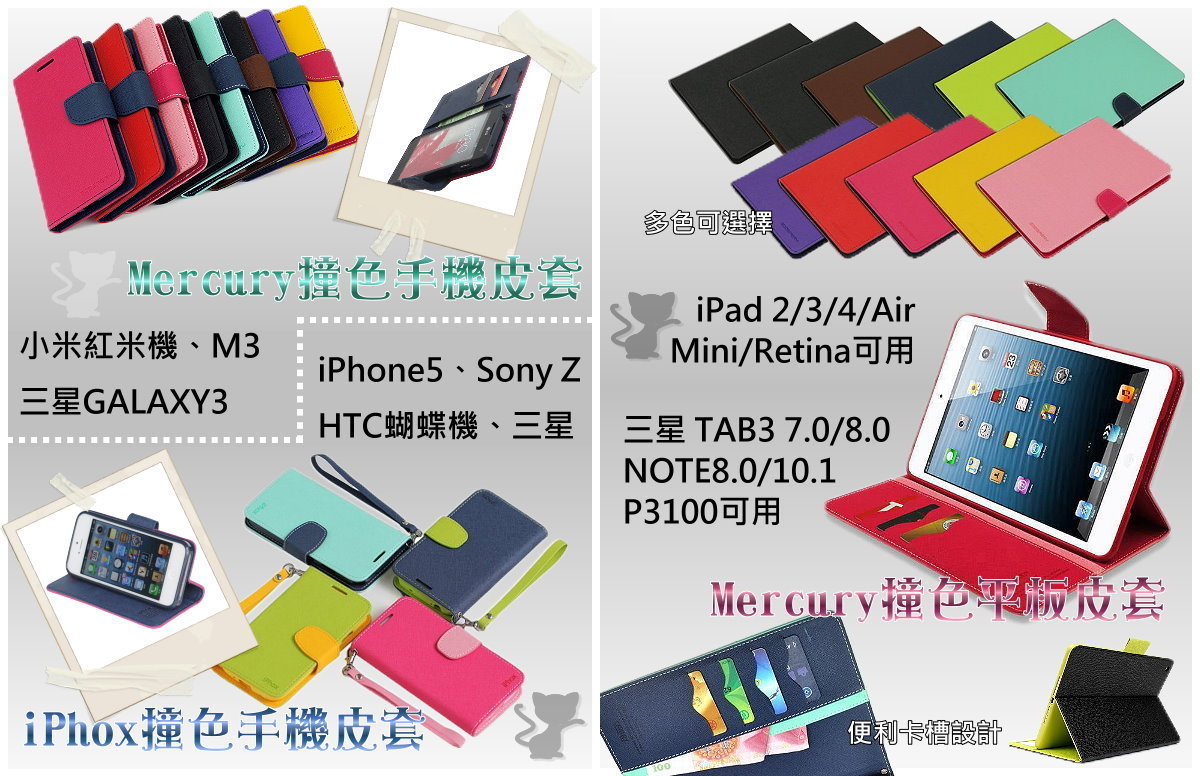 Mercury撞色手機皮套
小米紅米機、M3
三星GALAXY3
iPhone5、Sony Z
HTC蝴蝶機、三星
iPhox撞色手機皮套
多色可選擇
iPad 2/3/4/Air
Mini/Retina可用
三星 TAB3 7.0/8.0
NOTE8.0/10.1
P3100可用
Mercury撞色平板皮套
便利卡槽設計